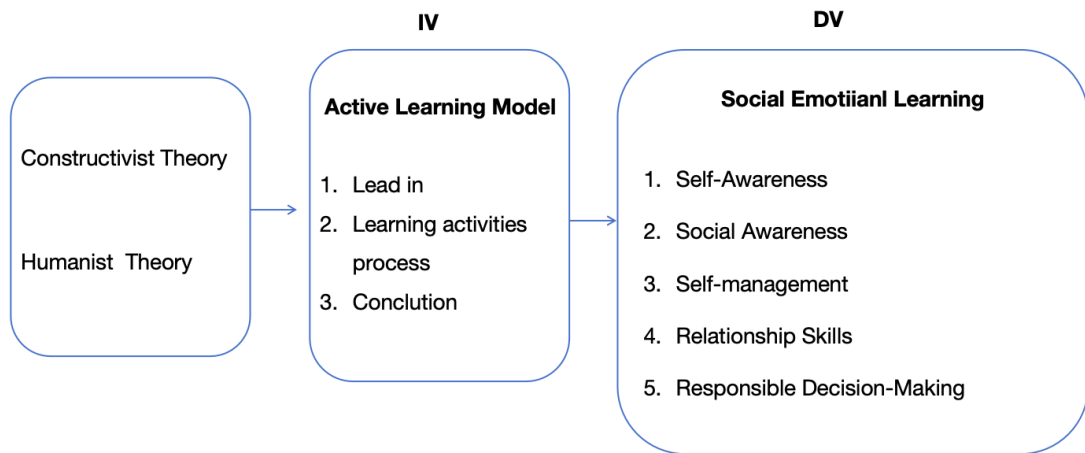 IV
DV
Constructivist Theory
Humanist Theory
Active Learning Model
1. Lead in
2. Learning activities
process
3. Conclution
Social Emotiianl Learning
1. Self-Awareness
2. Social Awareness
3. Self-management
4. Relationship Skills
5. Responsible Decision-Making